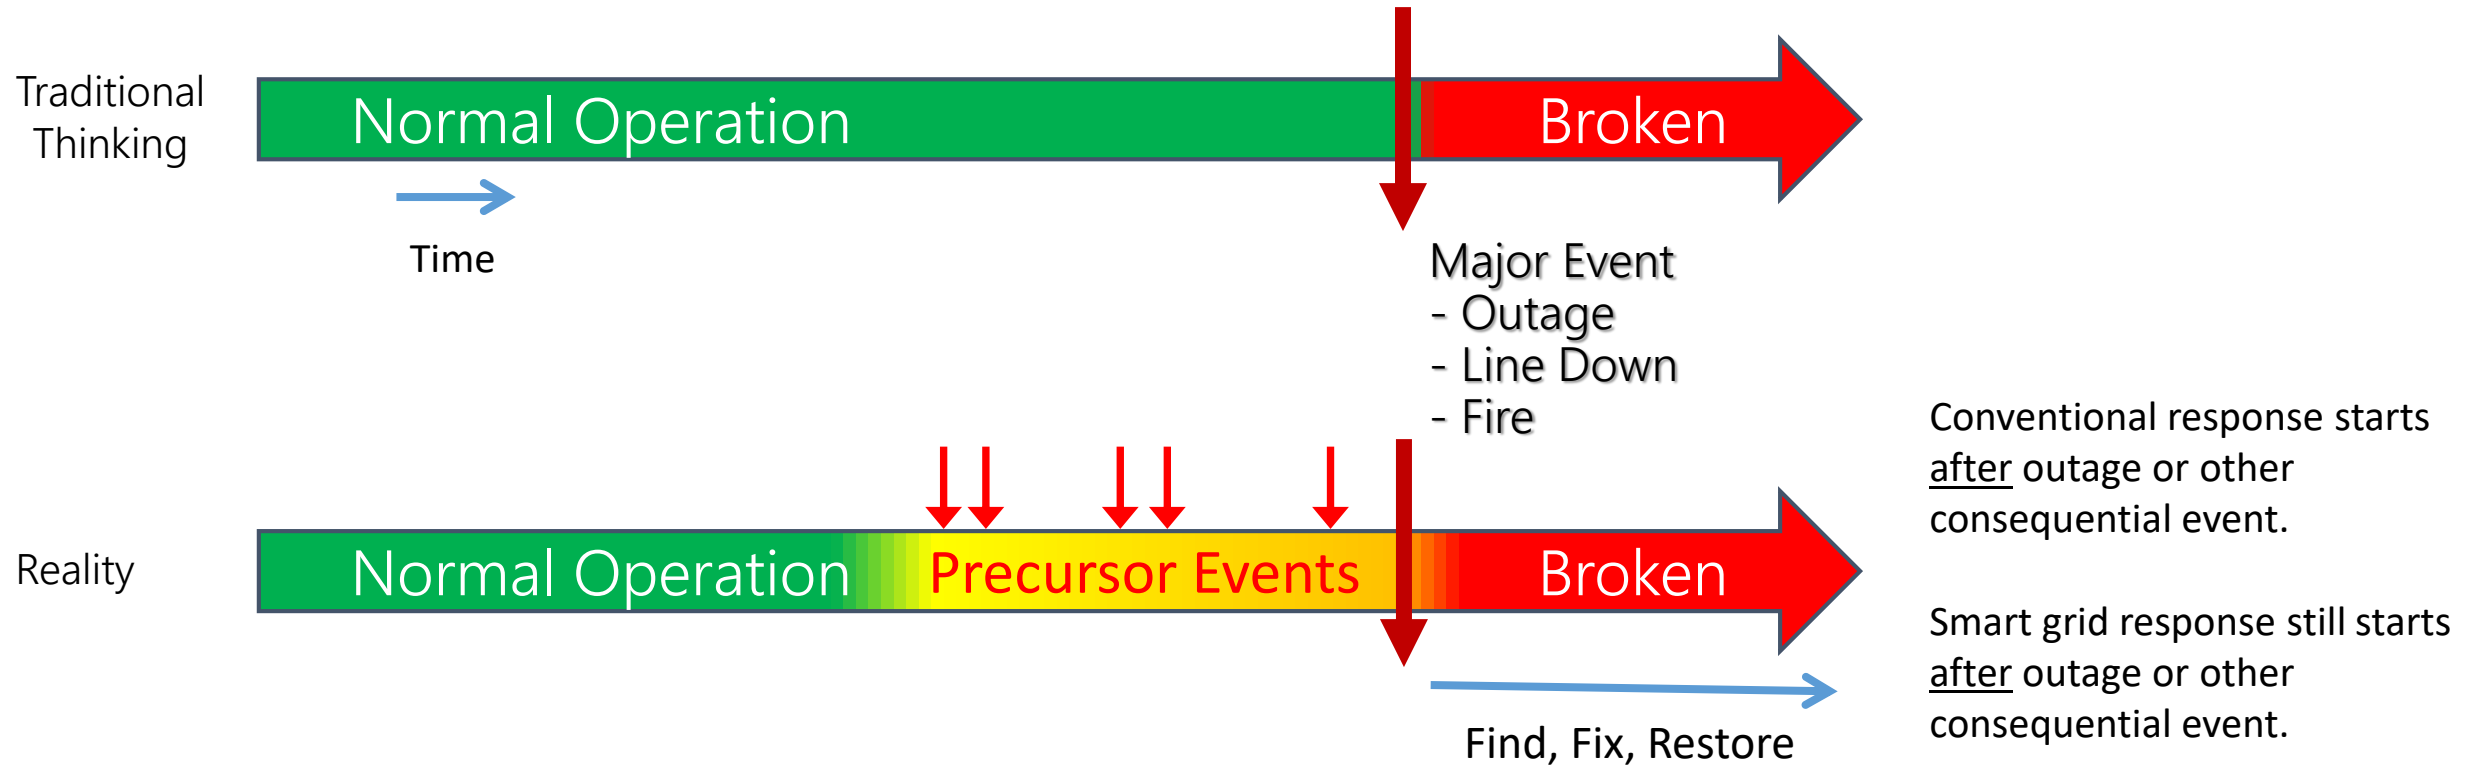 Traditional
Thinking
Normal Operation
Broken
Time
Major Event
- Outage
- Line Down
- Fire
Reality
Normal Operation
Precursor Events
Broken
Find, Fix, Restore
Conventional response starts
after outage or other
consequential event.
Smart grid response still starts
after outage or other
consequential event.